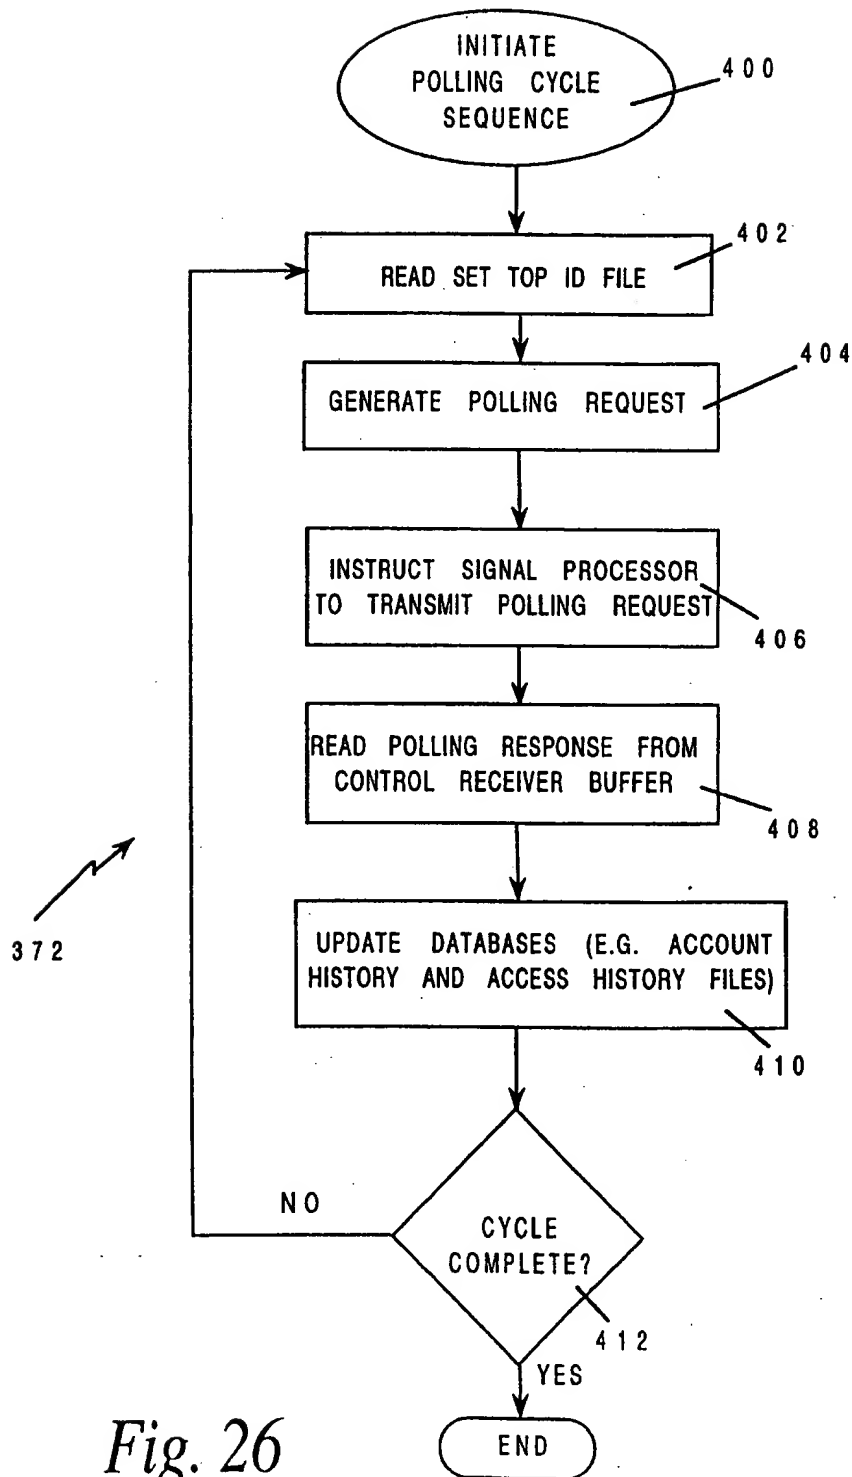 INITIATE
POLLING CYCLE
SEQUENCE
400
402
READ SET TOP ID FILE
404
GENERATE POLLING REQUEST
INSTRUCT SIGNAL PROCESSOR
TO TRANSMIT POLLING REQUEST
406
READ POLLING RESPONSE FROM
CONTROL RECEIVER BUFFER
408
372
UPDATE DATABASES (E.G. ACCOUNT
HISTORY AND ACCESS HISTORY FILES)
410
NO
CYCLE
COMPLETE?
412
YES
END
Fig. 26